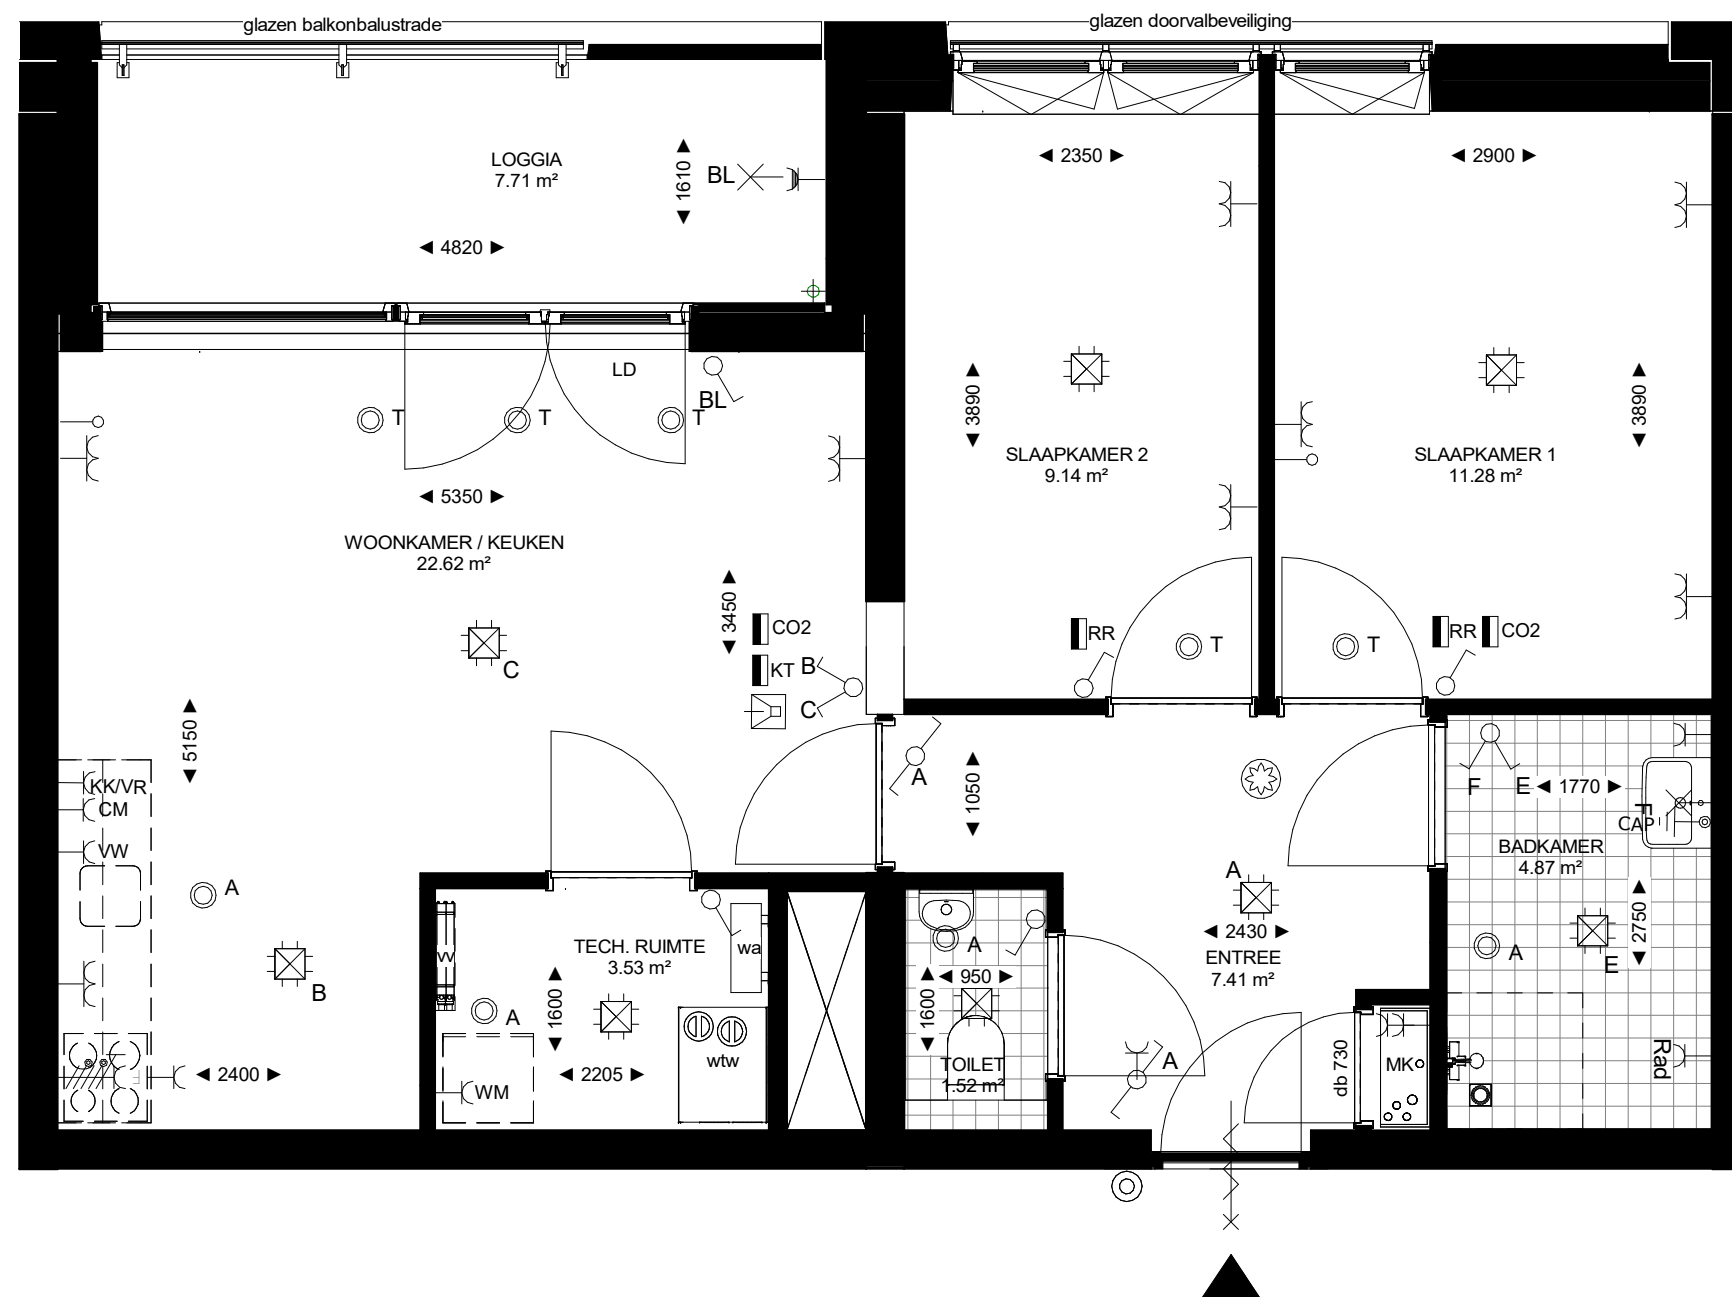 glazen balkonbalustrade
glazen doorvalbeveiliging
LOGGIA
7.71 m²
1610
BL
4820
2350
2900
LD
BL
T
T
T
5350
WOONKAMER / KEUKEN
22.62 m²
3890
SLAAPKAMER 2
9.14 m²
SLAAPKAMER 1
11.28 m²
3890
3450
CO2
KT
B
C
C
RR
T
T
RR
CO2
5150
KK/VR
CM
VW
A
B
2400
A
1050
F
E
1770
F
CAP
BADKAMER
4.87 m²
2750
A
E
Rad
A
2430
ENTREE
7.41 m²
TECH. RUIMTE
3.53 m²
wa
VV
A
1600
WM
2205
wtw
A
950
1600
TOILET
1.52 m²
A
db 730
MK